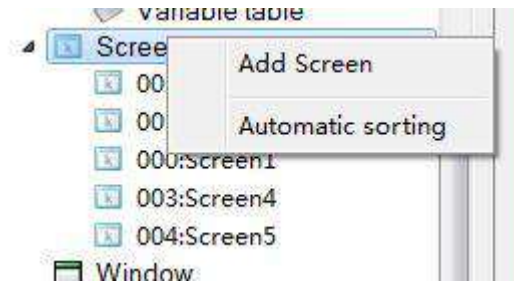 Variable table
Scree
Add Screen
00
00
Automatic sorting
000:Screen1
003:Screen4
004:Screen5
Window